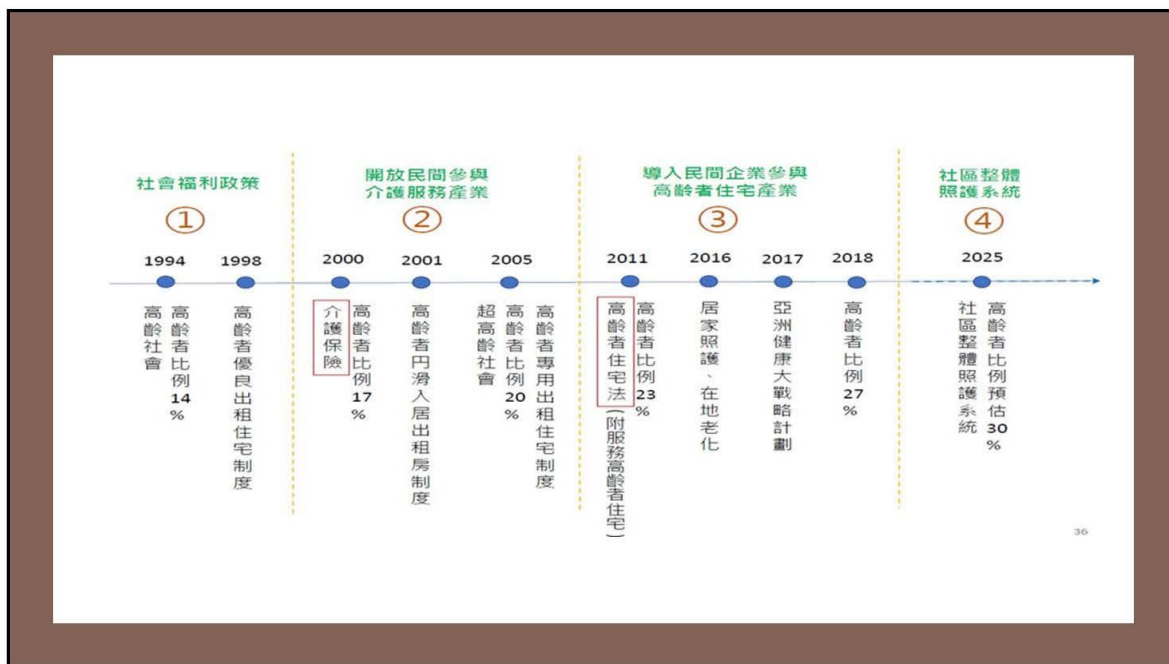 社會福利政策
①
開放民間參與
介護服務產業
②
導入民間企業參與
高齡者住宅產業
③
社區整體
照護系統
④
1994
高齡者比例14%
高齡社會
1998
高齡者優良出租住宅制度
2000
高齡者比例17%
介護保險
2001
高齡者円滑入居出租房制度
2005
高齡者專用出租住宅制度
高齡者比例20%
超高齡社會
2011
高齡者比例23%
高齡者住宅法(附服務高齡者住宅)
2016
居家照護、在地老化
2017
亞洲健康大戰略計劃
2018
高齡者比例27%
2025
高齡者比例預估30%
社區整體照護系統
36